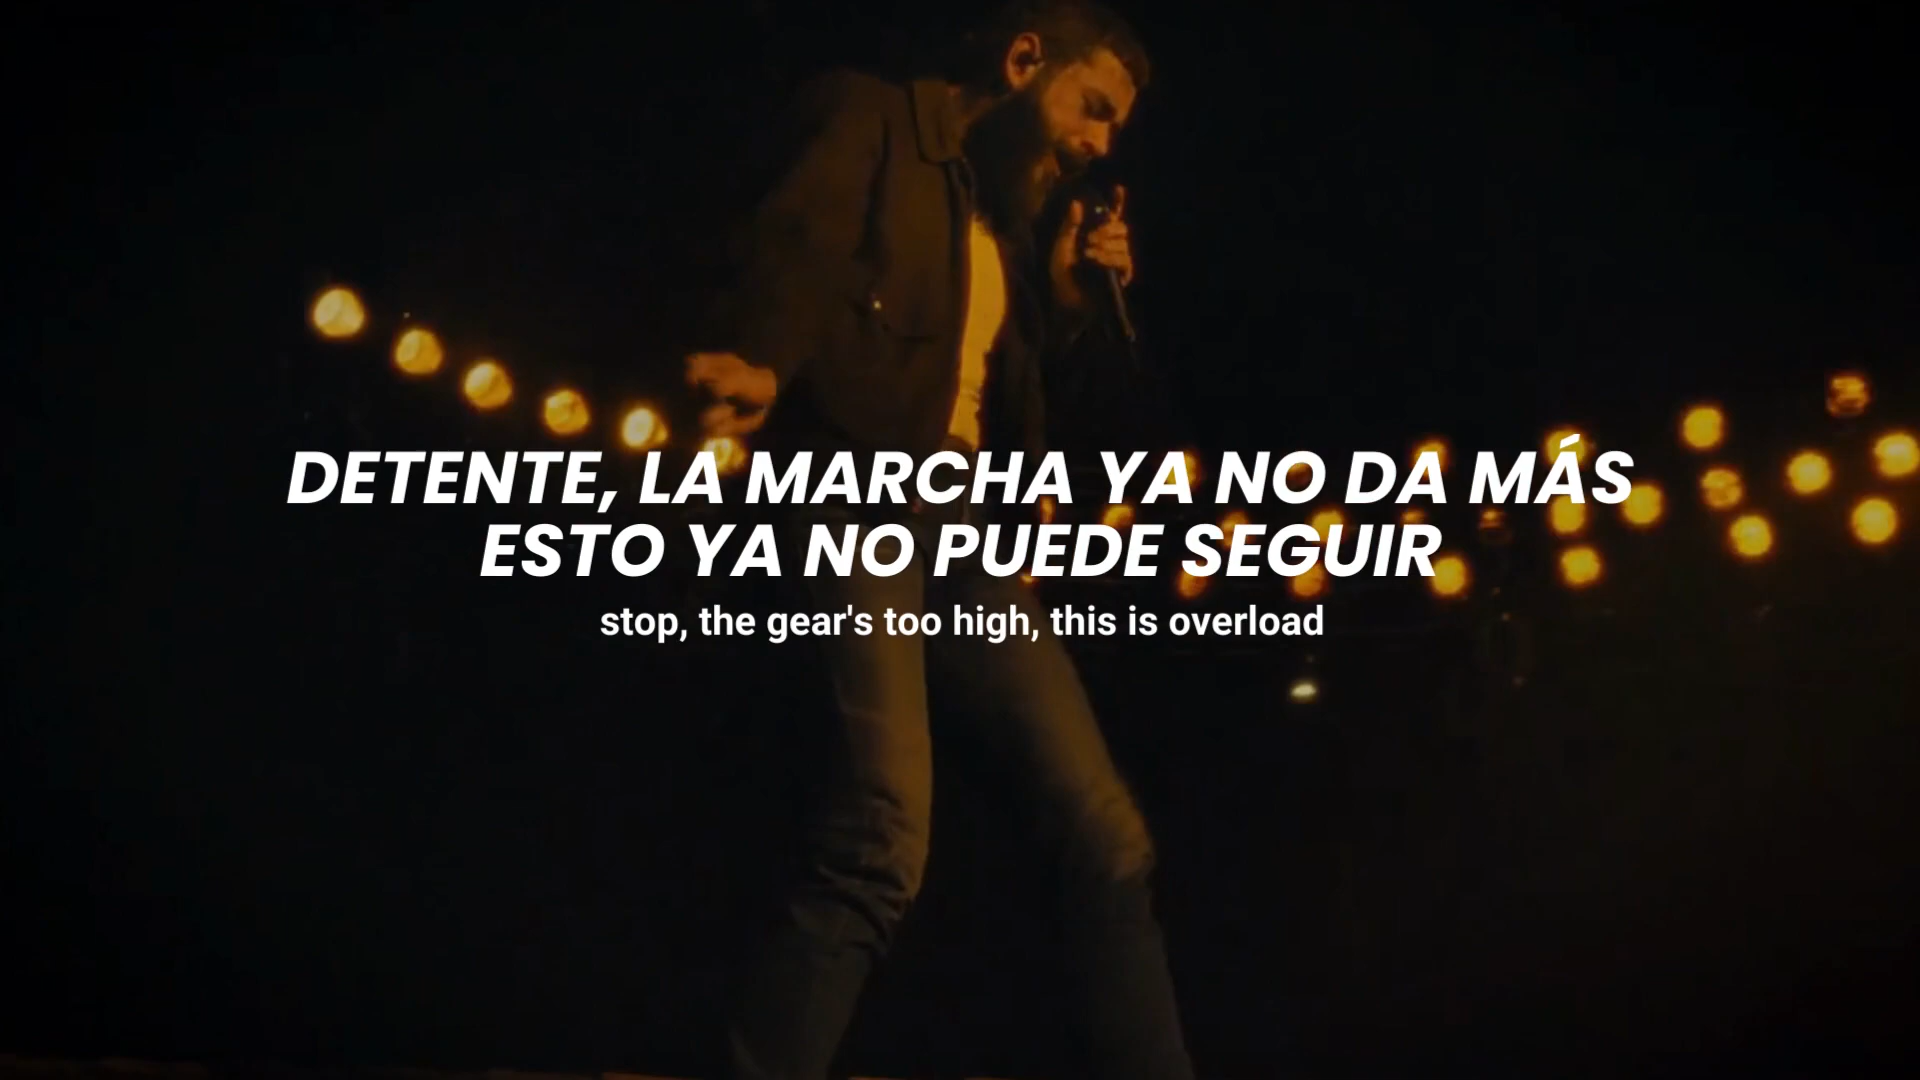 DETENTE, LA MARCHA YA NO DA MÁS
ESTO YA NO PUEDE SEGUIR
stop, the gear's too high, this is overload